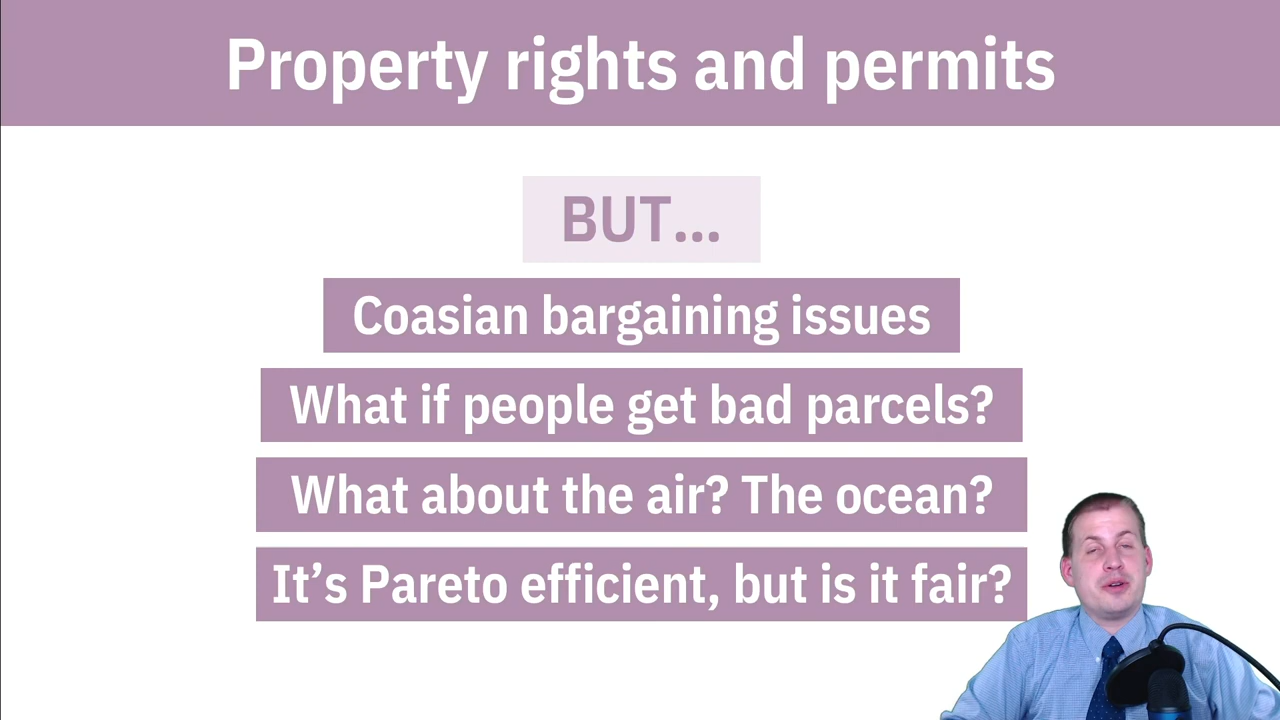 Property rights and permits
BUT...
Coasian bargaining issues
What if people get bad parcels?
What about the air? The ocean?
It’s Pareto efficient, but is it fair?